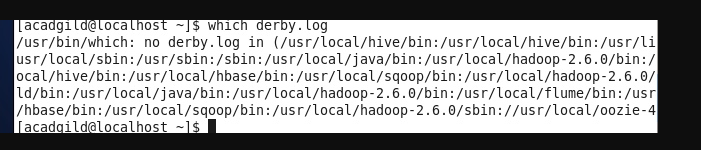 [acadgild@localhost ~]$ which derby.log
/usr/bin/which: no derby.log in (/usr/local/hive/bin:/usr/local/hive/bin:/usr/li
usr/local/sbin:/usr/sbin:/sbin:/usr/local/java/bin:/usr/local/hadoop-2.6.0/bin:/
ocal/hive/bin:/usr/local/hbase/bin:/usr/local/sqoop/bin:/usr/local/hadoop-2.6.0/
ld/bin:/usr/local/java/bin:/usr/local/hadoop-2.6.0/bin:/usr/local/flume/bin:/usr
/hbase/bin:/usr/local/sqoop/bin:/usr/local/hadoop-2.6.0/sbin://usr/local/oozie-4
[acadgild@localhost ~]$